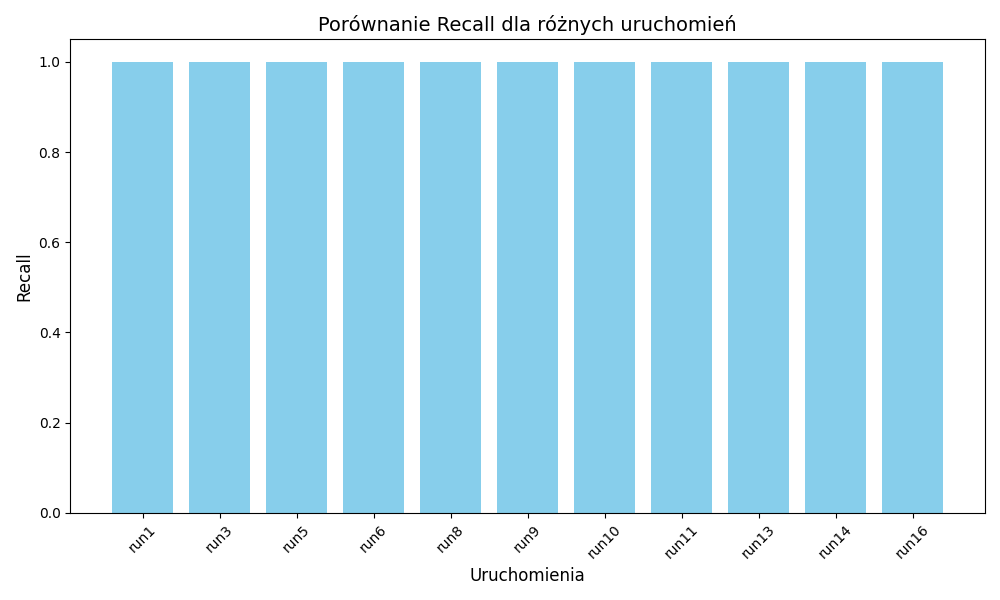 Porównanie Recall dla różnych uruchomień
Recall
1.0
0.8
0.6
0.4
0.2
0.0
run1
run3
run5
run6
run8
run9
run10
run11
run13
run14
run16
Uruchomienia